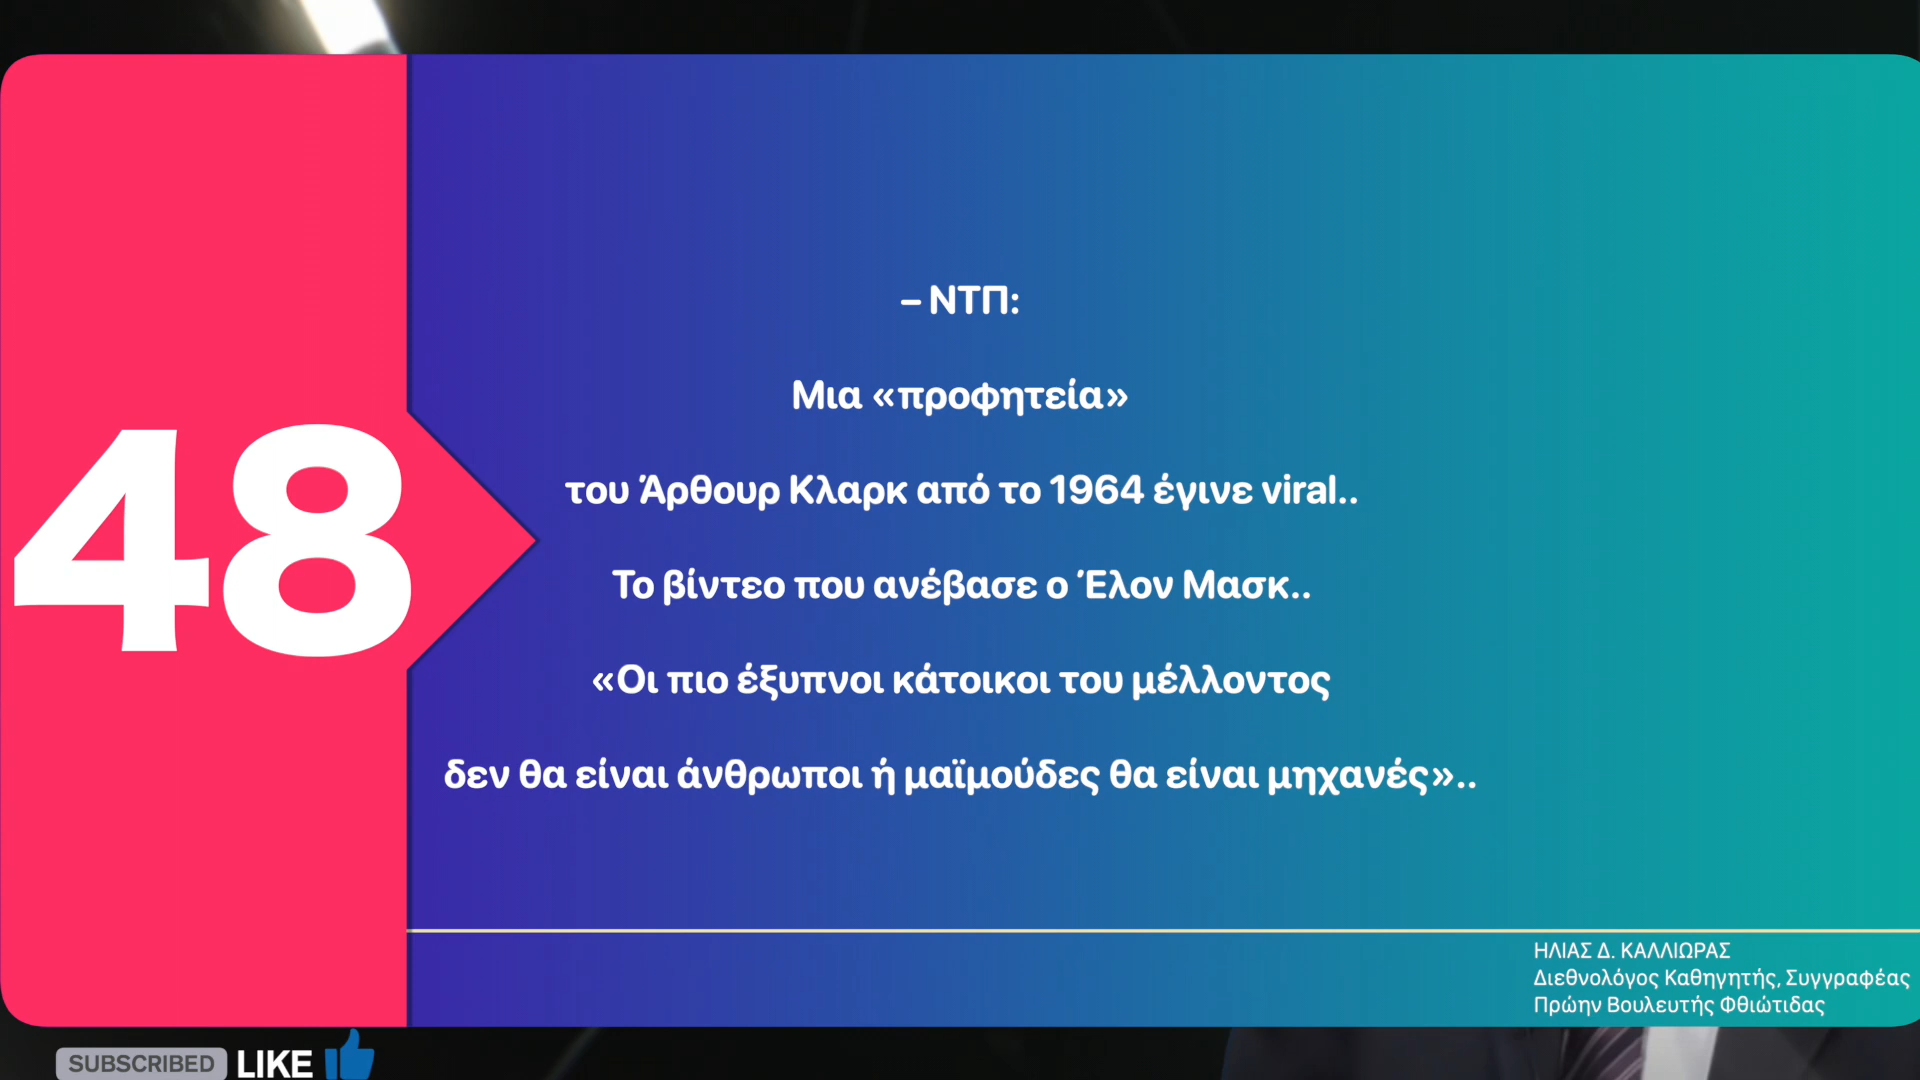 48
– ΝΤΠ:
Μια «προφητεία»
του Άρθουρ Κλαρκ από το 1964 έγινε viral..
Το βίντεο που ανέβασε ο Έλον Μασκ..
«Οι πιο έξυπνοι κάτοικοι του μέλλοντος
δεν θα είναι άνθρωποι ή μαϊμούδες θα είναι μηχανές»..
ΗΛΙΑΣ Δ. ΚΑΛΛΙΩΡΑΣ
Διεθνολόγος Καθηγητής, Συγγραφέας
Πρώην Βουλευτής Φθιώτιδας
SUBSCRIBED LIKE